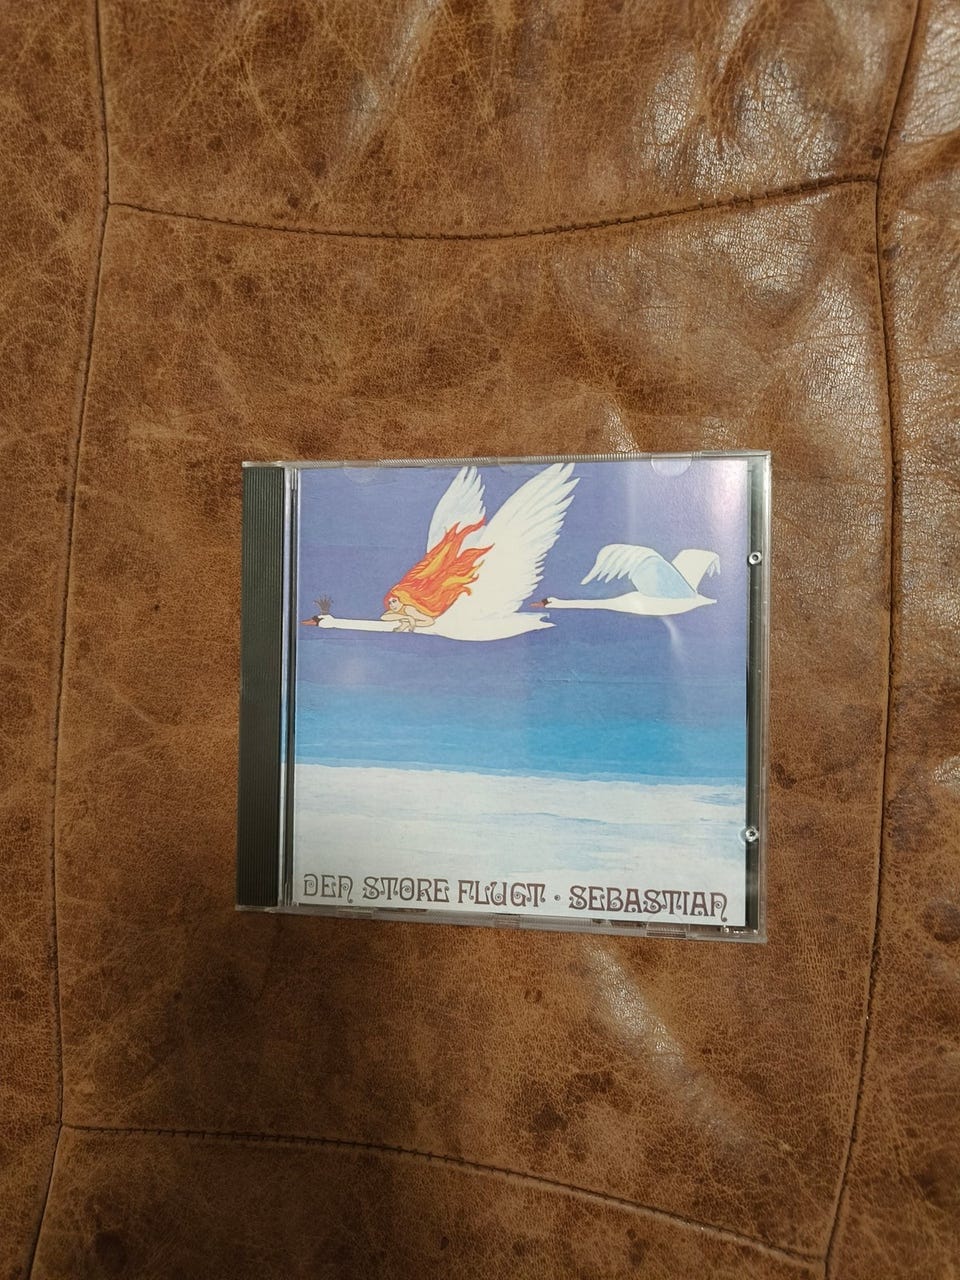 DEN STORE FLUGT · SEBASTIAN